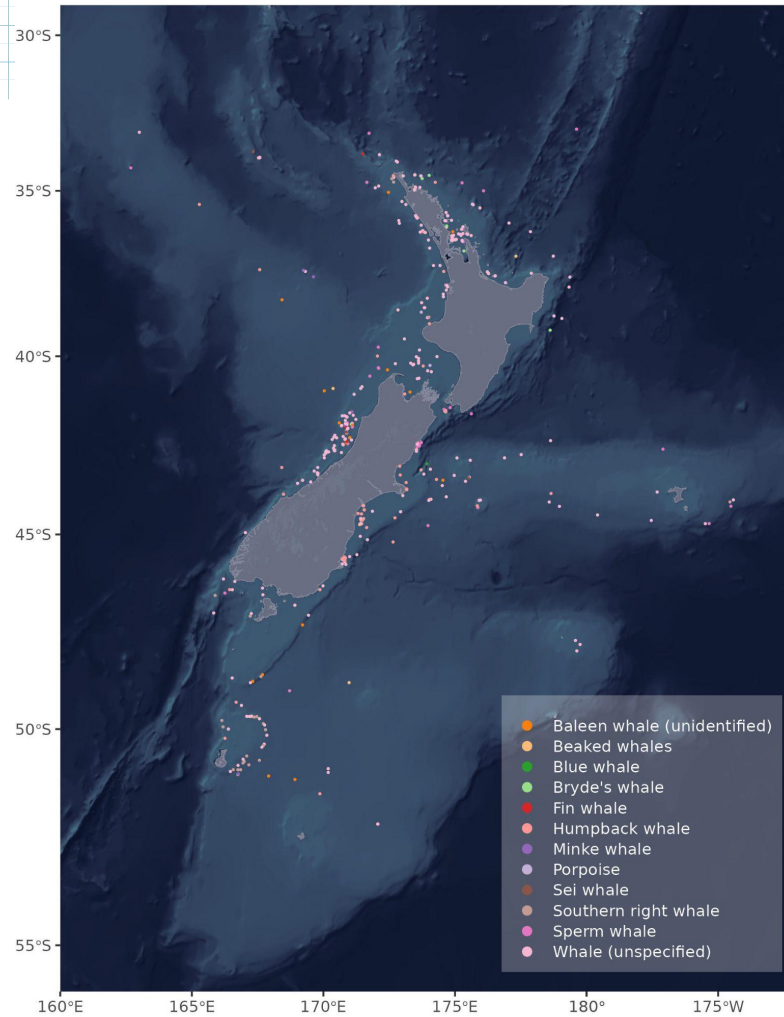 30°S
35°S
40°S
45°S
50°S
55°S
Baleen whale (unidentified)
Beaked whales
Blue whale
Bryde's whale
Fin whale
Humpback whale
Minke whale
Porpoise
Sei whale
Southern right whale
Sperm whale
Whale (unspecified)
160°E
165°E
170°E
175°E
180°
175°W